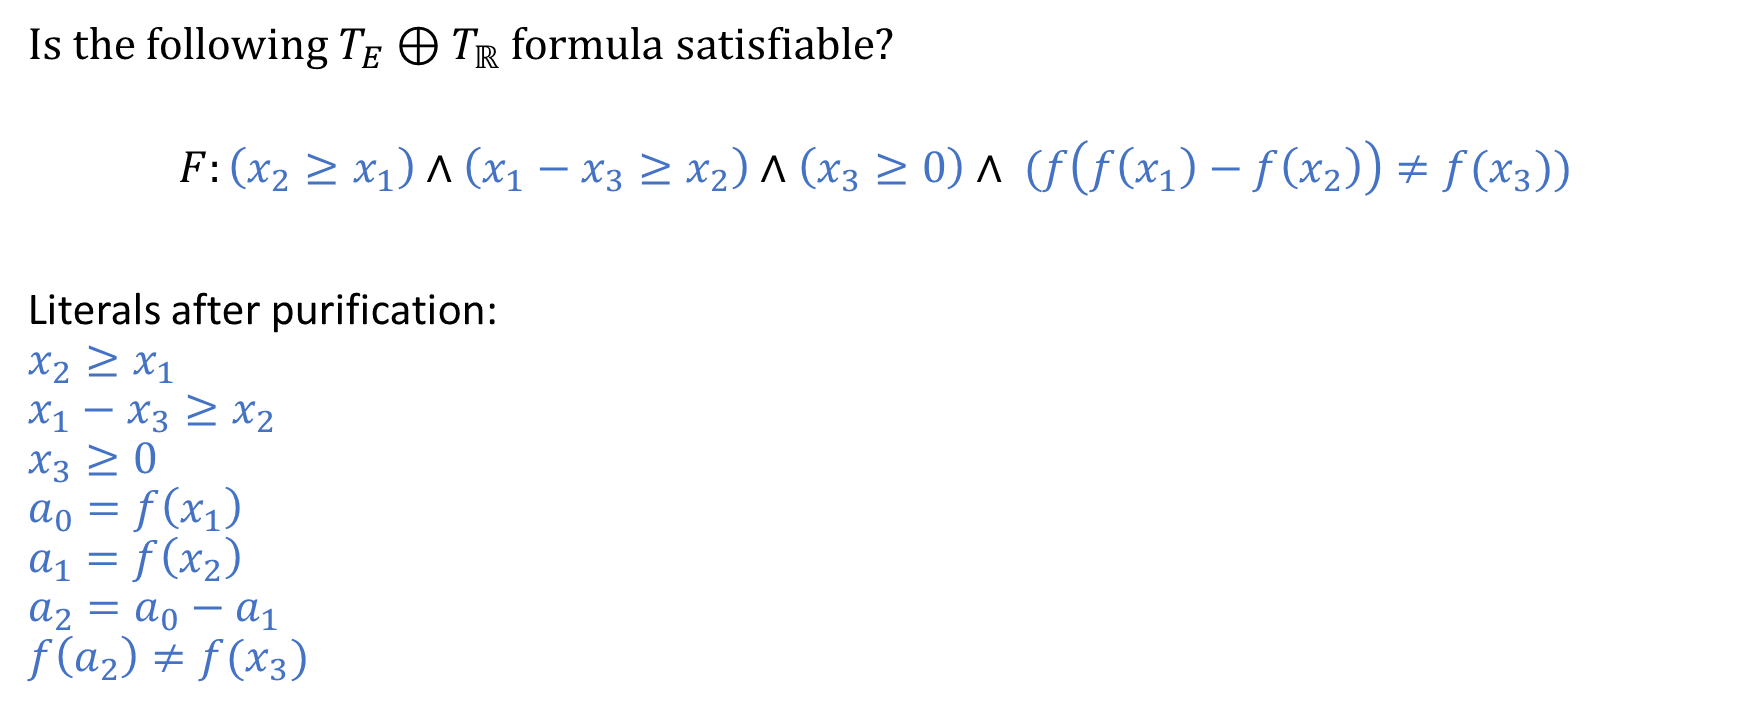 Is the following T_E ⊕ T_ℝ formula satisfiable?
F: (x₂ ≥ x₁) ∧ (x₁ − x₃ ≥ x₂) ∧ (x₃ ≥ 0) ∧ (f(f(x₁) − f(x₂)) ≠ f(x₃))
Literals after purification:
x₂ ≥ x₁
x₁ − x₃ ≥ x₂
x₃ ≥ 0
a₀ = f(x₁)
a₁ = f(x₂)
a₂ = a₀ − a₁
f(a₂) ≠ f(x₃)